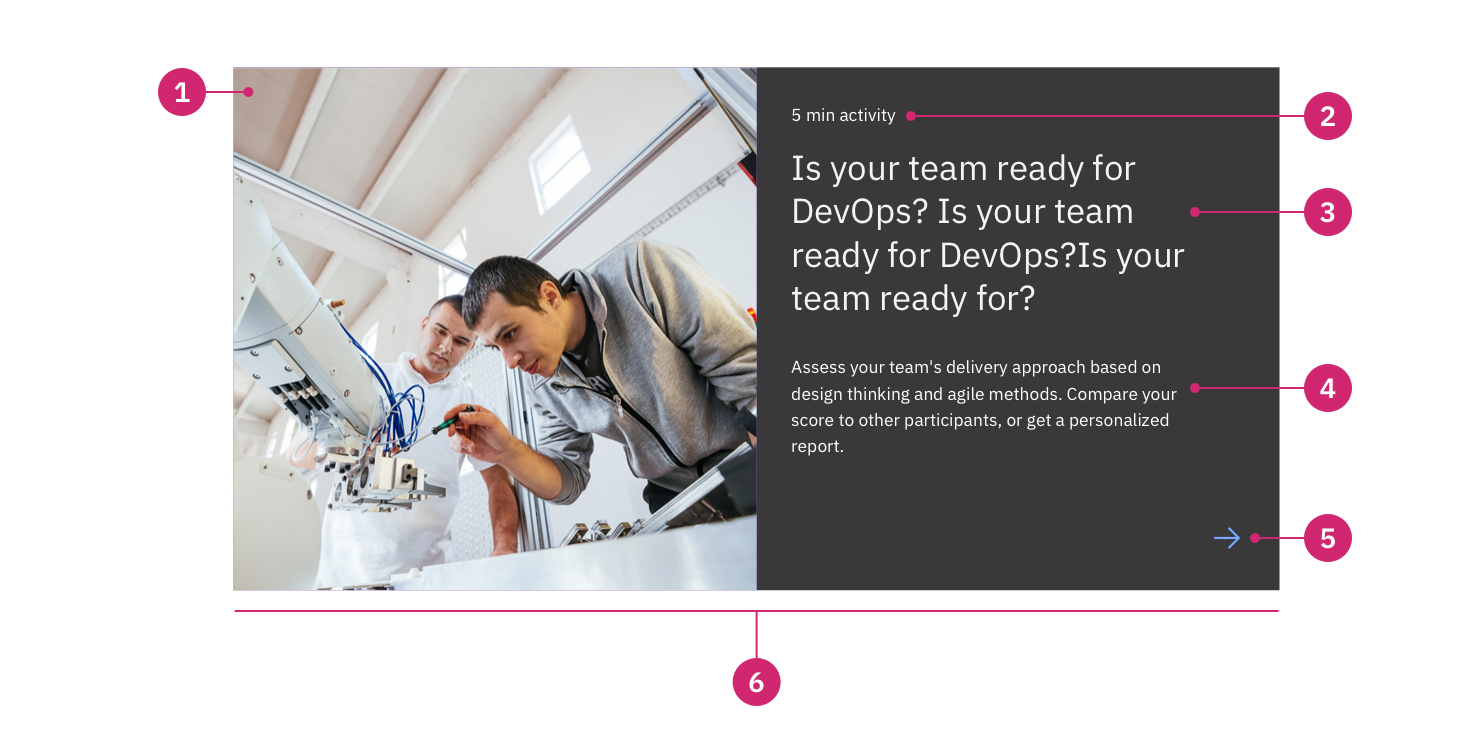 1
5 min activity
2
Is your team ready for
DevOps? Is your team
3
ready for DevOps?Is your
team ready for?
Assess your team's delivery approach based on
4
design thinking and agile methods. Compare your
score to other participants, or get a personalized
report.
5
6